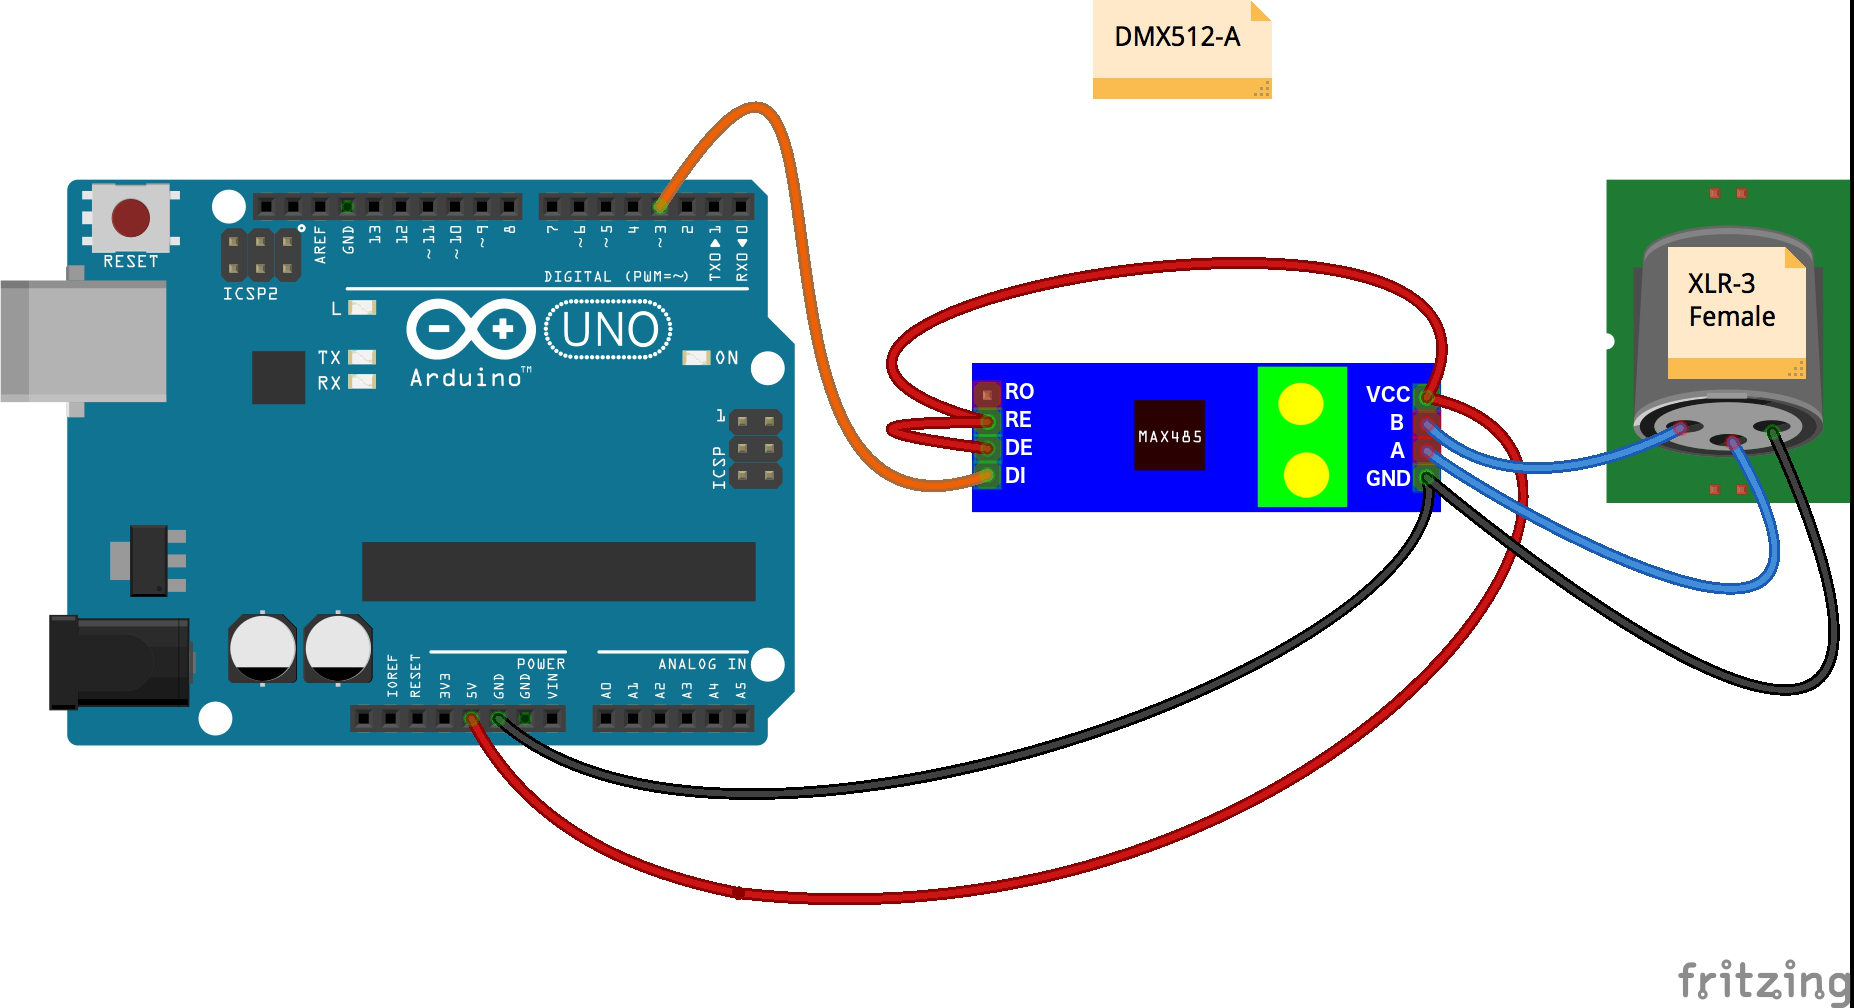 DMX512-A
RESET
ICSP2
AREF
GND
13
12
~11
~10
~9
8
7
~6
~5
4
~3
2
TX0▶1
RX0◀0
DIGITAL (PWM=~)
L
TX
RX
UNO
Arduino™
ON
1
ICSP
RO
RE
DE
DI
MAX485
VCC
B
A
GND
XLR-3
Female
IOREF
RESET
3V3
5V
GND
GND
VIN
POWER
ANALOG IN
A0
A1
A2
A3
A4
A5
fritzing